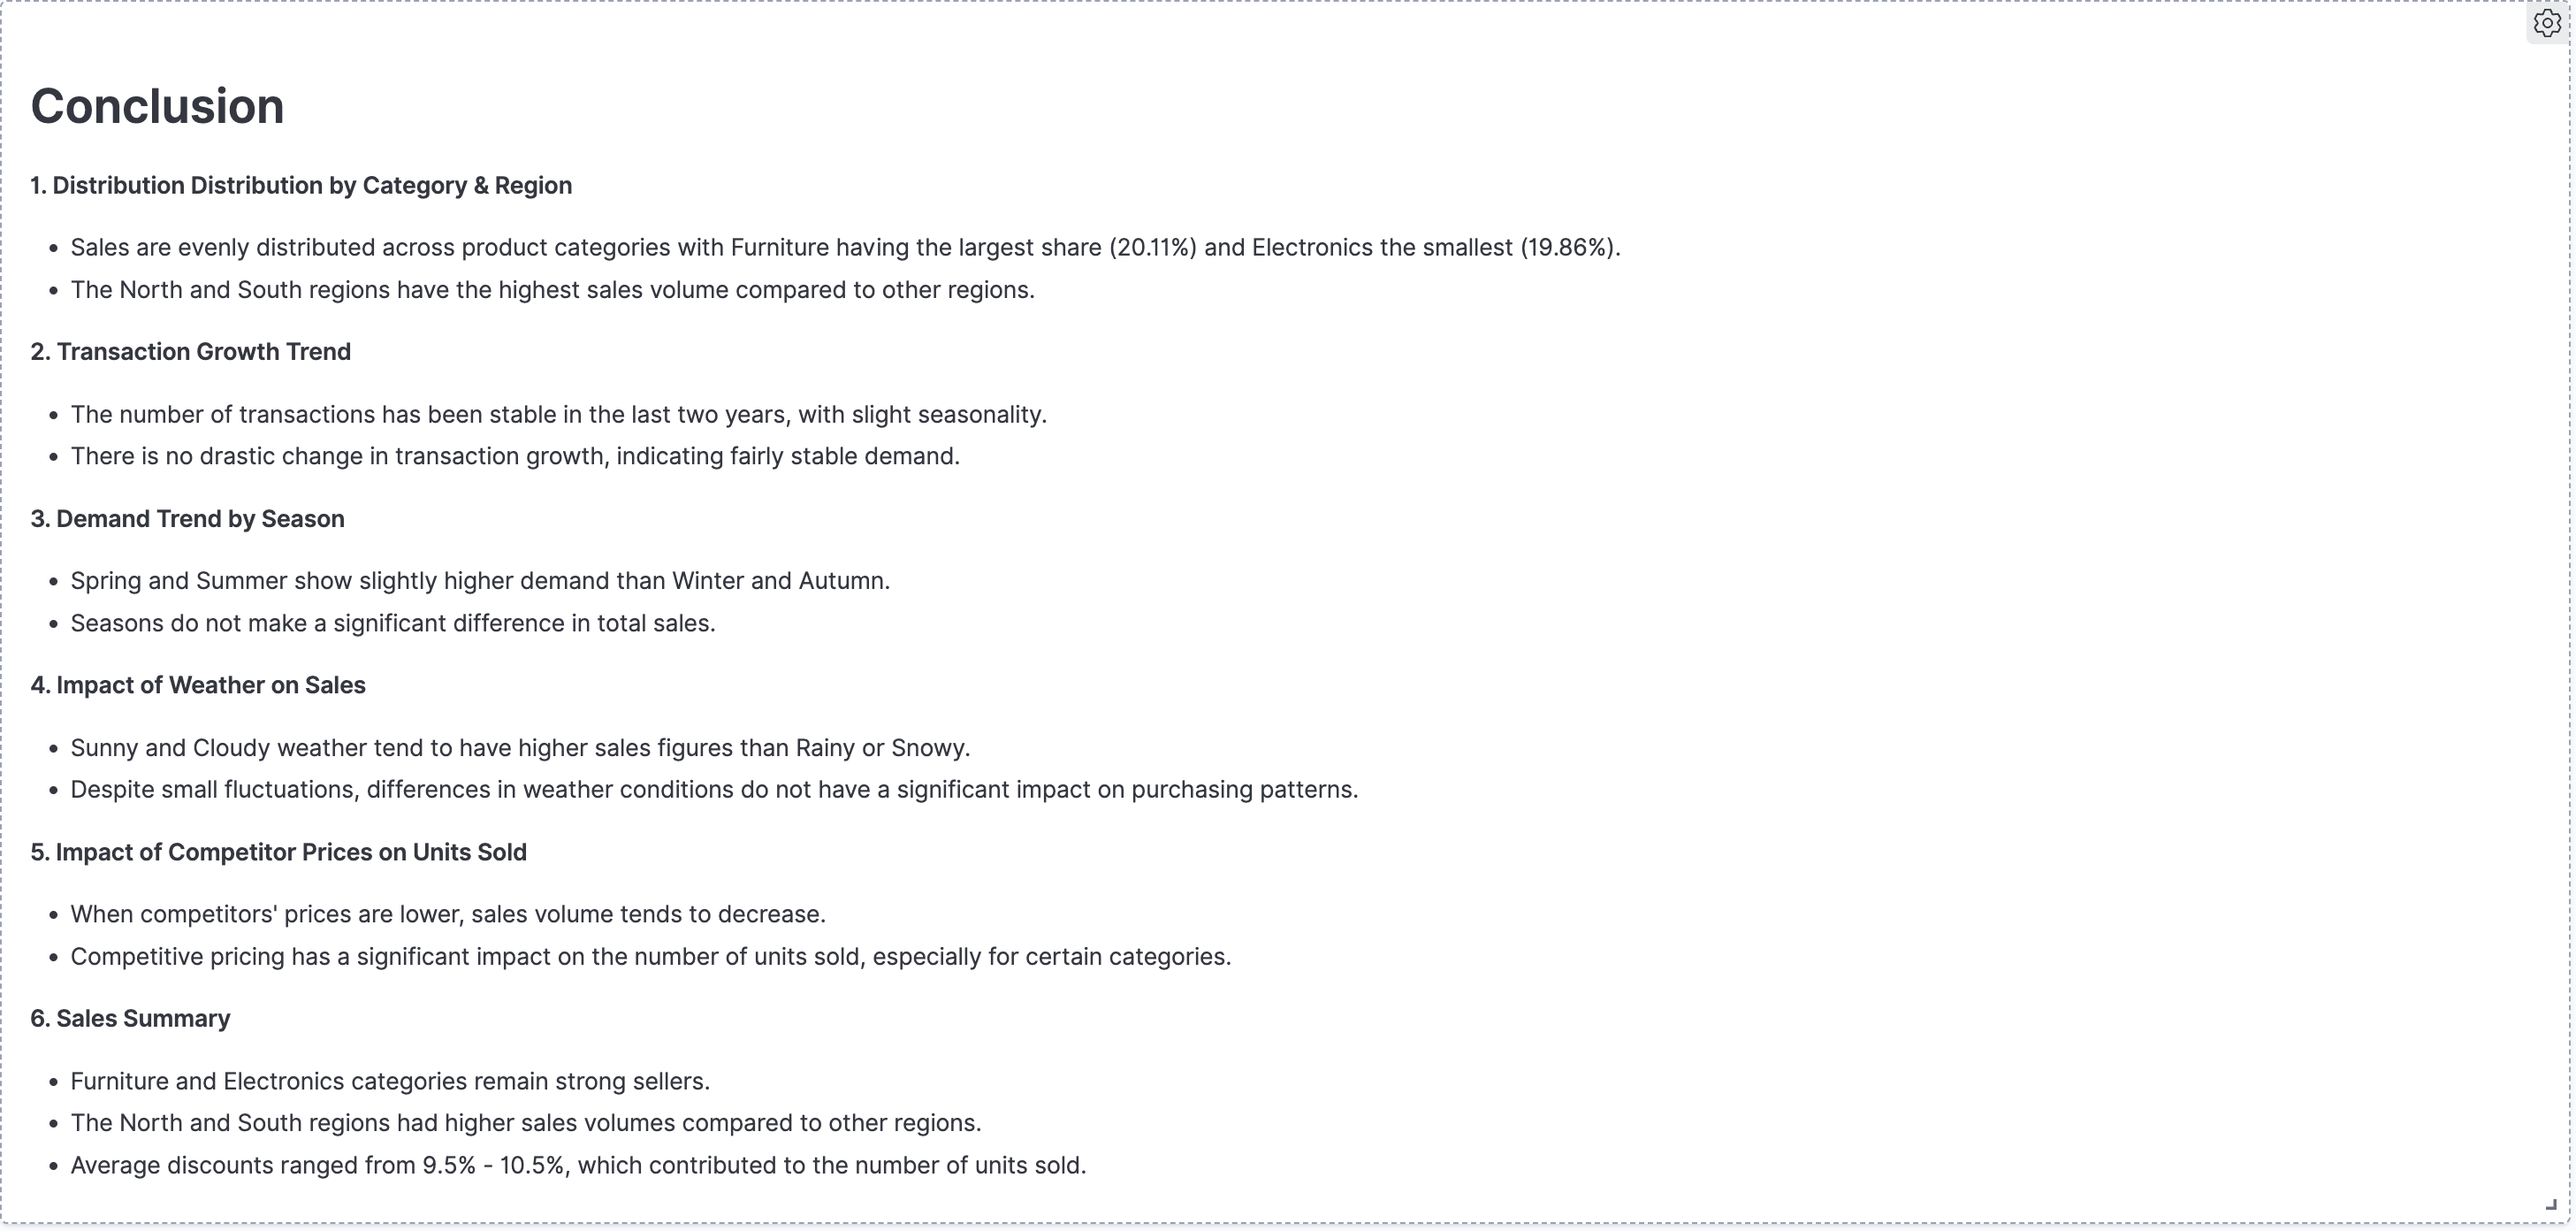 Conclusion
1. Distribution Distribution by Category & Region
• Sales are evenly distributed across product categories with Furniture having the largest share (20.11%) and Electronics the smallest (19.86%).
• The North and South regions have the highest sales volume compared to other regions.
2. Transaction Growth Trend
• The number of transactions has been stable in the last two years, with slight seasonality.
• There is no drastic change in transaction growth, indicating fairly stable demand.
3. Demand Trend by Season
• Spring and Summer show slightly higher demand than Winter and Autumn.
• Seasons do not make a significant difference in total sales.
4. Impact of Weather on Sales
• Sunny and Cloudy weather tend to have higher sales figures than Rainy or Snowy.
• Despite small fluctuations, differences in weather conditions do not have a significant impact on purchasing patterns.
5. Impact of Competitor Prices on Units Sold
• When competitors' prices are lower, sales volume tends to decrease.
• Competitive pricing has a significant impact on the number of units sold, especially for certain categories.
6. Sales Summary
• Furniture and Electronics categories remain strong sellers.
• The North and South regions had higher sales volumes compared to other regions.
• Average discounts ranged from 9.5% - 10.5%, which contributed to the number of units sold.